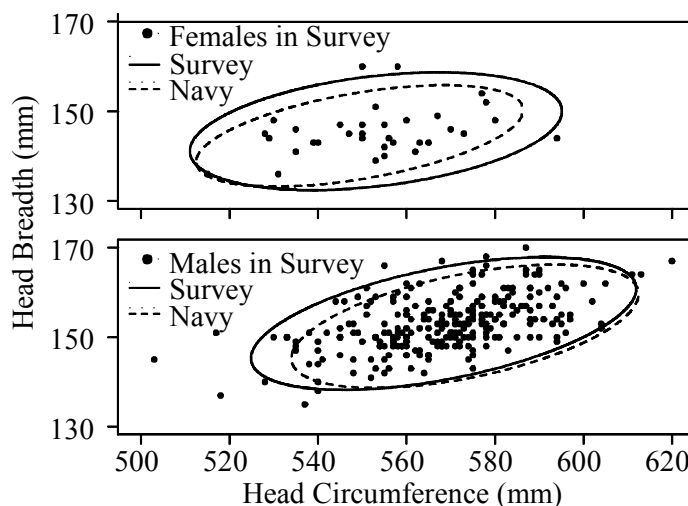 170
Females in Survey
Survey
Navy
150
130
170
Males in Survey
Survey
Navy
150
130
500 520 540 560 580 600 620
Head Circumference (mm)
Head Breadth (mm)